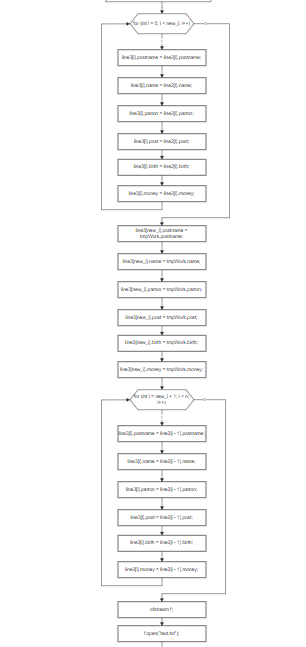 for (int i = 0; i < new_i; i++)
line3[i].postname = line2[i].postname;
line3[i].name = line2[i].name;
line3[i].parton = line2[i].parton;
line3[i].post = line2[i].post;
line3[i].birth = line2[i].birth;
line3[i].money = line2[i].money;
line3[new_i].postname =
tmpWork.postname;
line3[new_i].name = tmpWork.name;
line3[new_i].parton = tmpWork.parton;
line3[new_i].post = tmpWork.post;
line3[new_i].birth = tmpWork.birth;
line3[new_i].money = tmpWork.money;
for (int i = new_i + 1; i < n;
i++)
line3[i].postname = line2[i - 1].postname;
line3[i].name = line2[i - 1].name;
line3[i].parton = line2[i - 1].parton;
line3[i].post = line2[i - 1].post;
line3[i].birth = line2[i - 1].birth;
line3[i].money = line2[i - 1].money;
ofstream f;
f.open("text.txt");